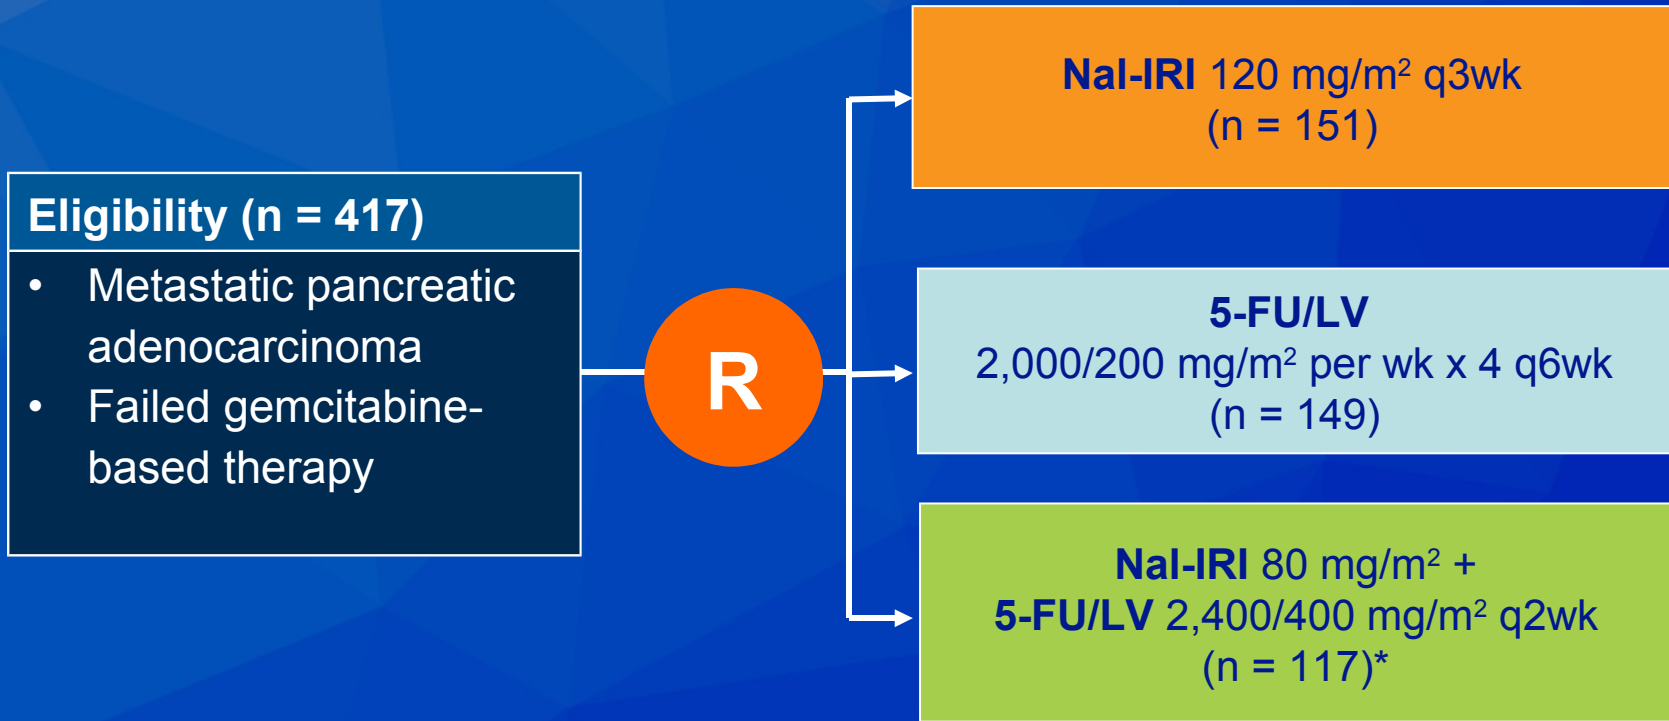 Eligibility (n = 417)
• Metastatic pancreatic
adenocarcinoma
• Failed gemcitabine-
based therapy
R
Nal-IRI 120 mg/m² q3wk
(n = 151)
5-FU/LV
2,000/200 mg/m² per wk x 4 q6wk
(n = 149)
Nal-IRI 80 mg/m² +
5-FU/LV 2,400/400 mg/m² q2wk
(n = 117)*